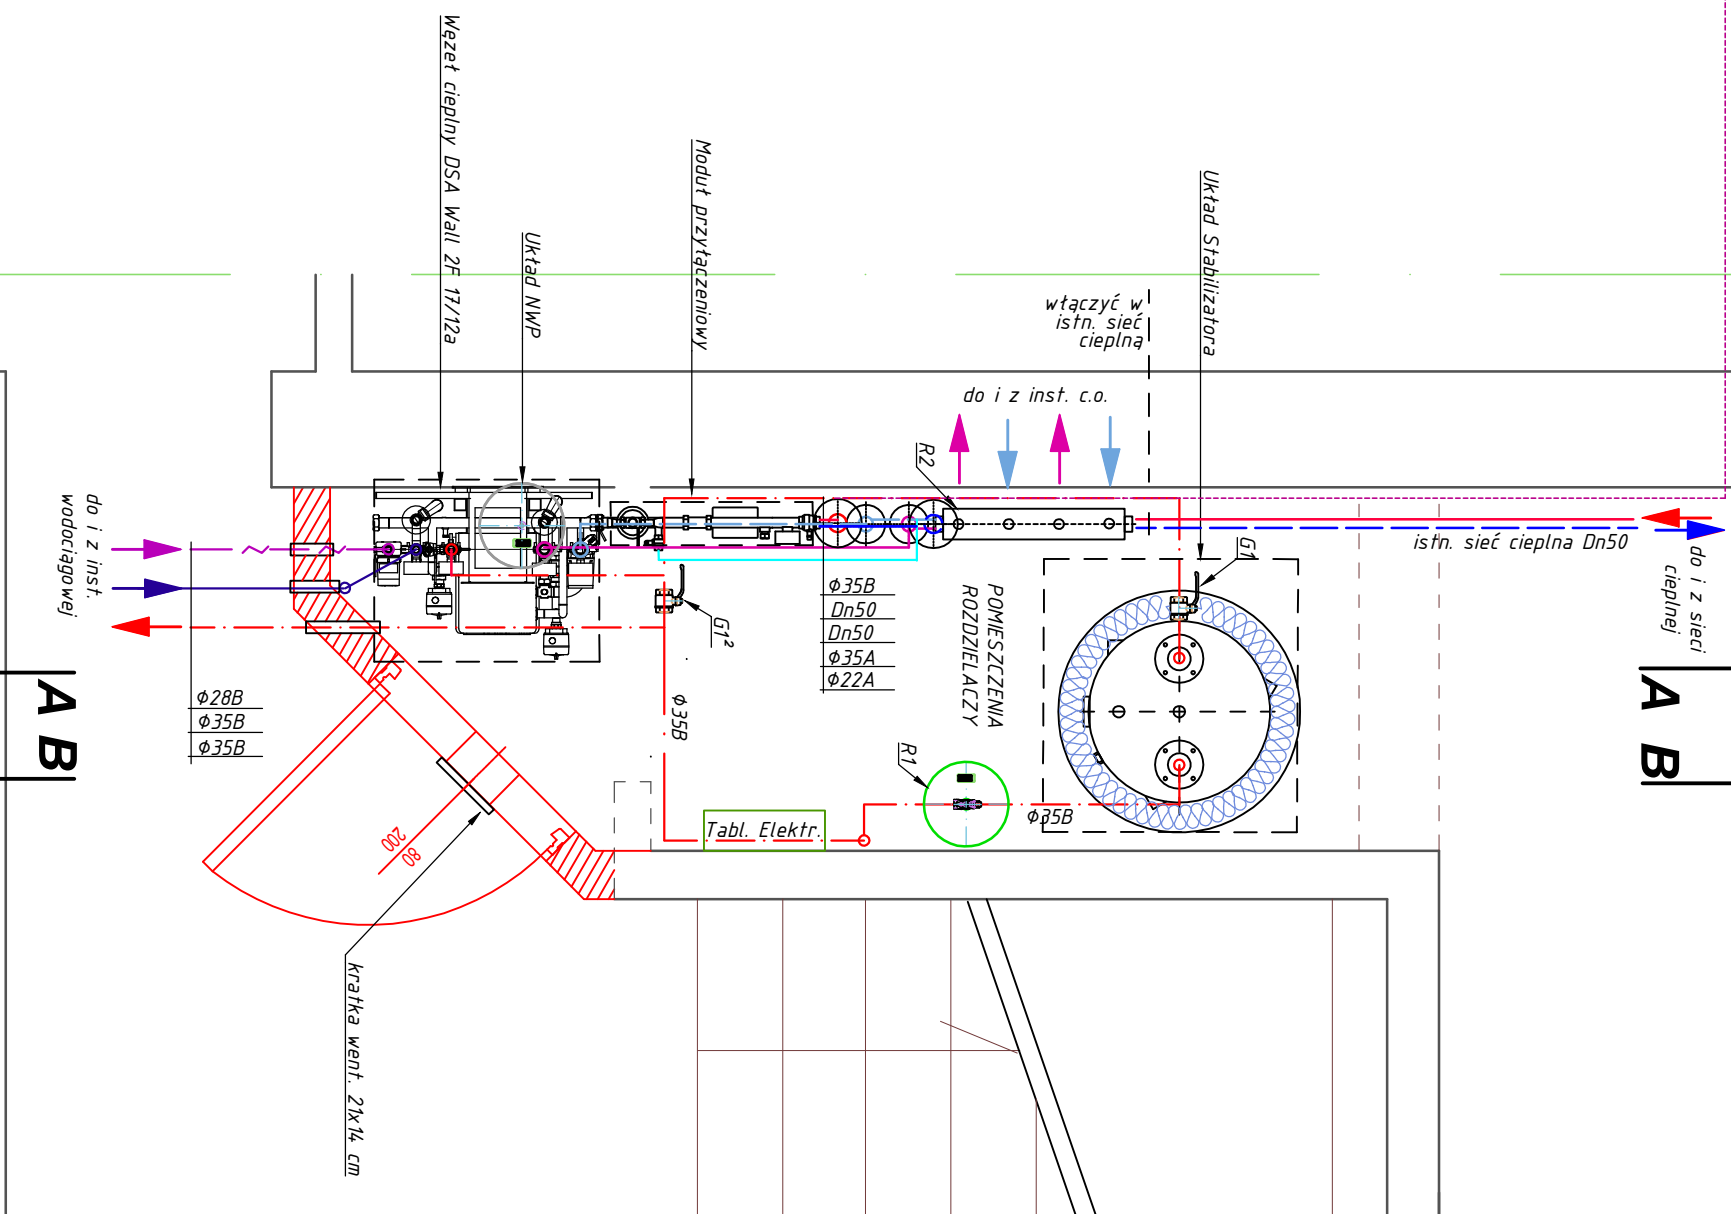 Węzeł cieplny DSA Wall 2F 17/12a
Układ NWP
Moduł przyłączeniowy
Układ Stabilizatora
włączyć w
istn. sieć
cieplną
do i z inst. c.o.
R2
G1
istn. sieć cieplna Dn50
do i z sieci
cieplnej
do i z inst.
wodociągowej
A B
A B
G1²
ϕ35B
Dn50
Dn50
ϕ35A
ϕ22A
POMIESZCZENIA
ROZDZIELACZY
ϕ28B
ϕ35B
ϕ35B
ϕ35B
R1
ϕ35B
Tabl. Elektr.
80
200
kratka went. 21x14 cm